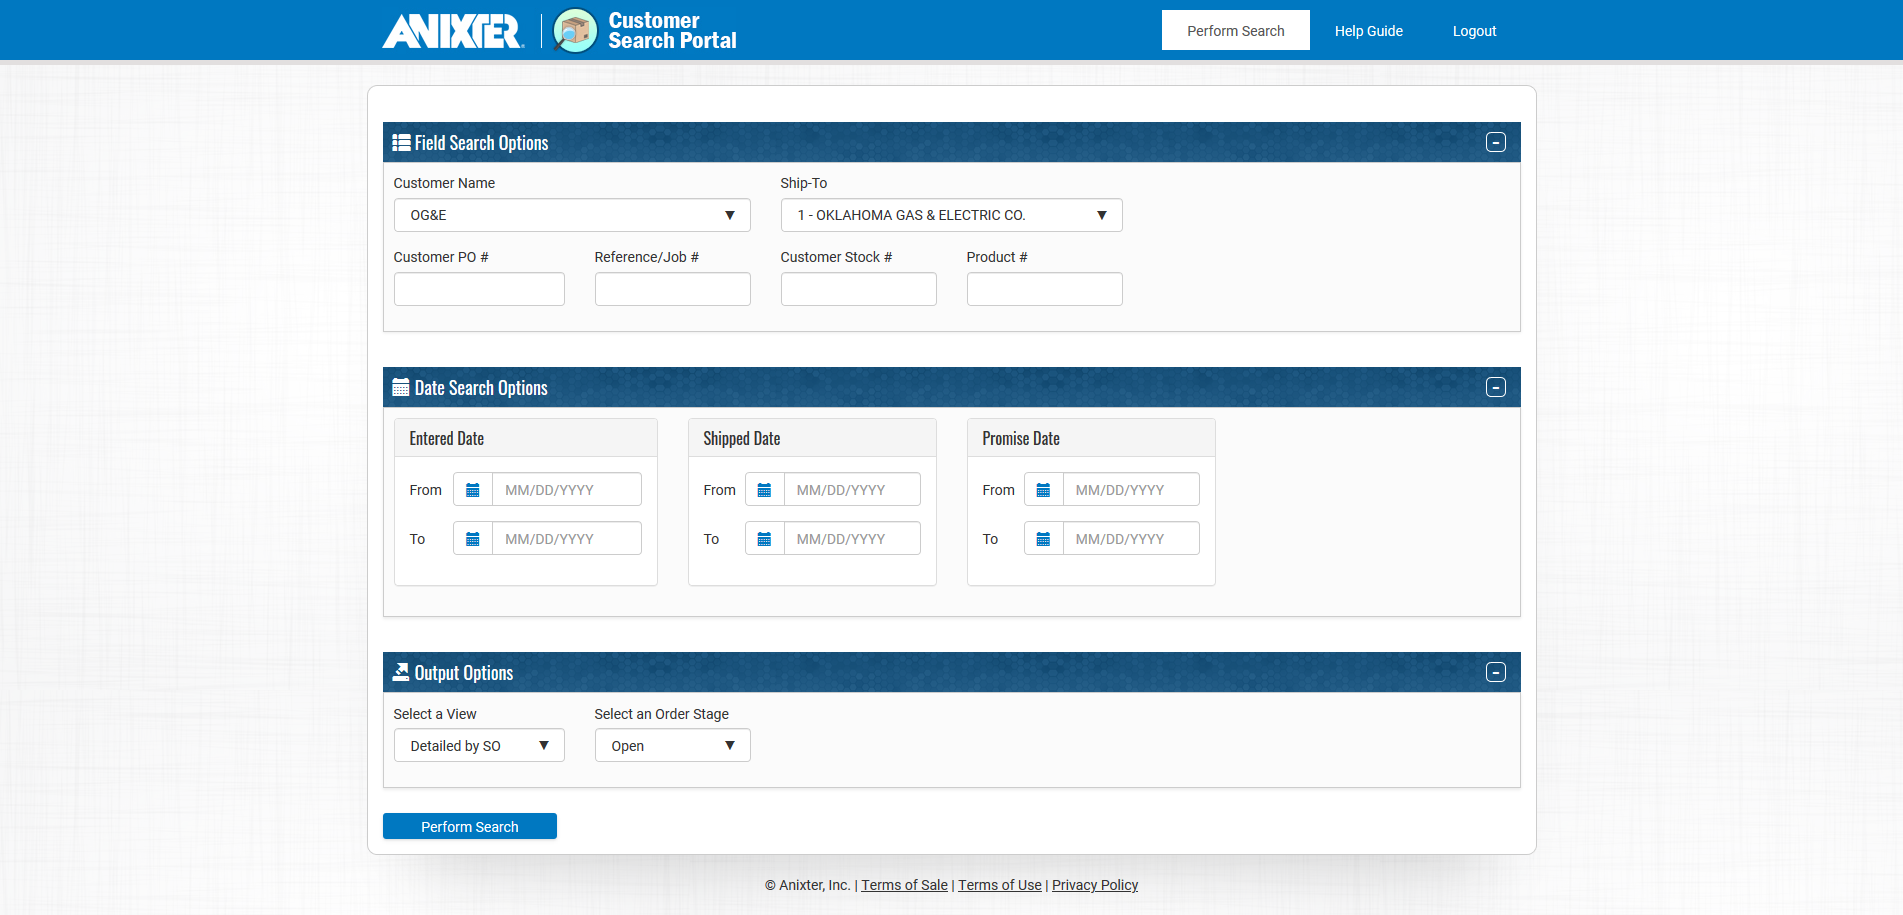 ANIXTER
Customer
Search Portal
Perform Search
Help Guide
Logout
Field Search Options
Customer Name
Ship-To
OG&E
1 - OKLAHOMA GAS & ELECTRIC CO.
Customer PO #
Reference/Job #
Customer Stock #
Product #
Date Search Options
Entered Date
Shipped Date
Promise Date
From MM/DD/YYYY
From MM/DD/YYYY
From MM/DD/YYYY
To MM/DD/YYYY
To MM/DD/YYYY
To MM/DD/YYYY
Output Options
Select a View
Select an Order Stage
Detailed by SO
Open
Perform Search
© Anixter, Inc. | Terms of Sale | Terms of Use | Privacy Policy